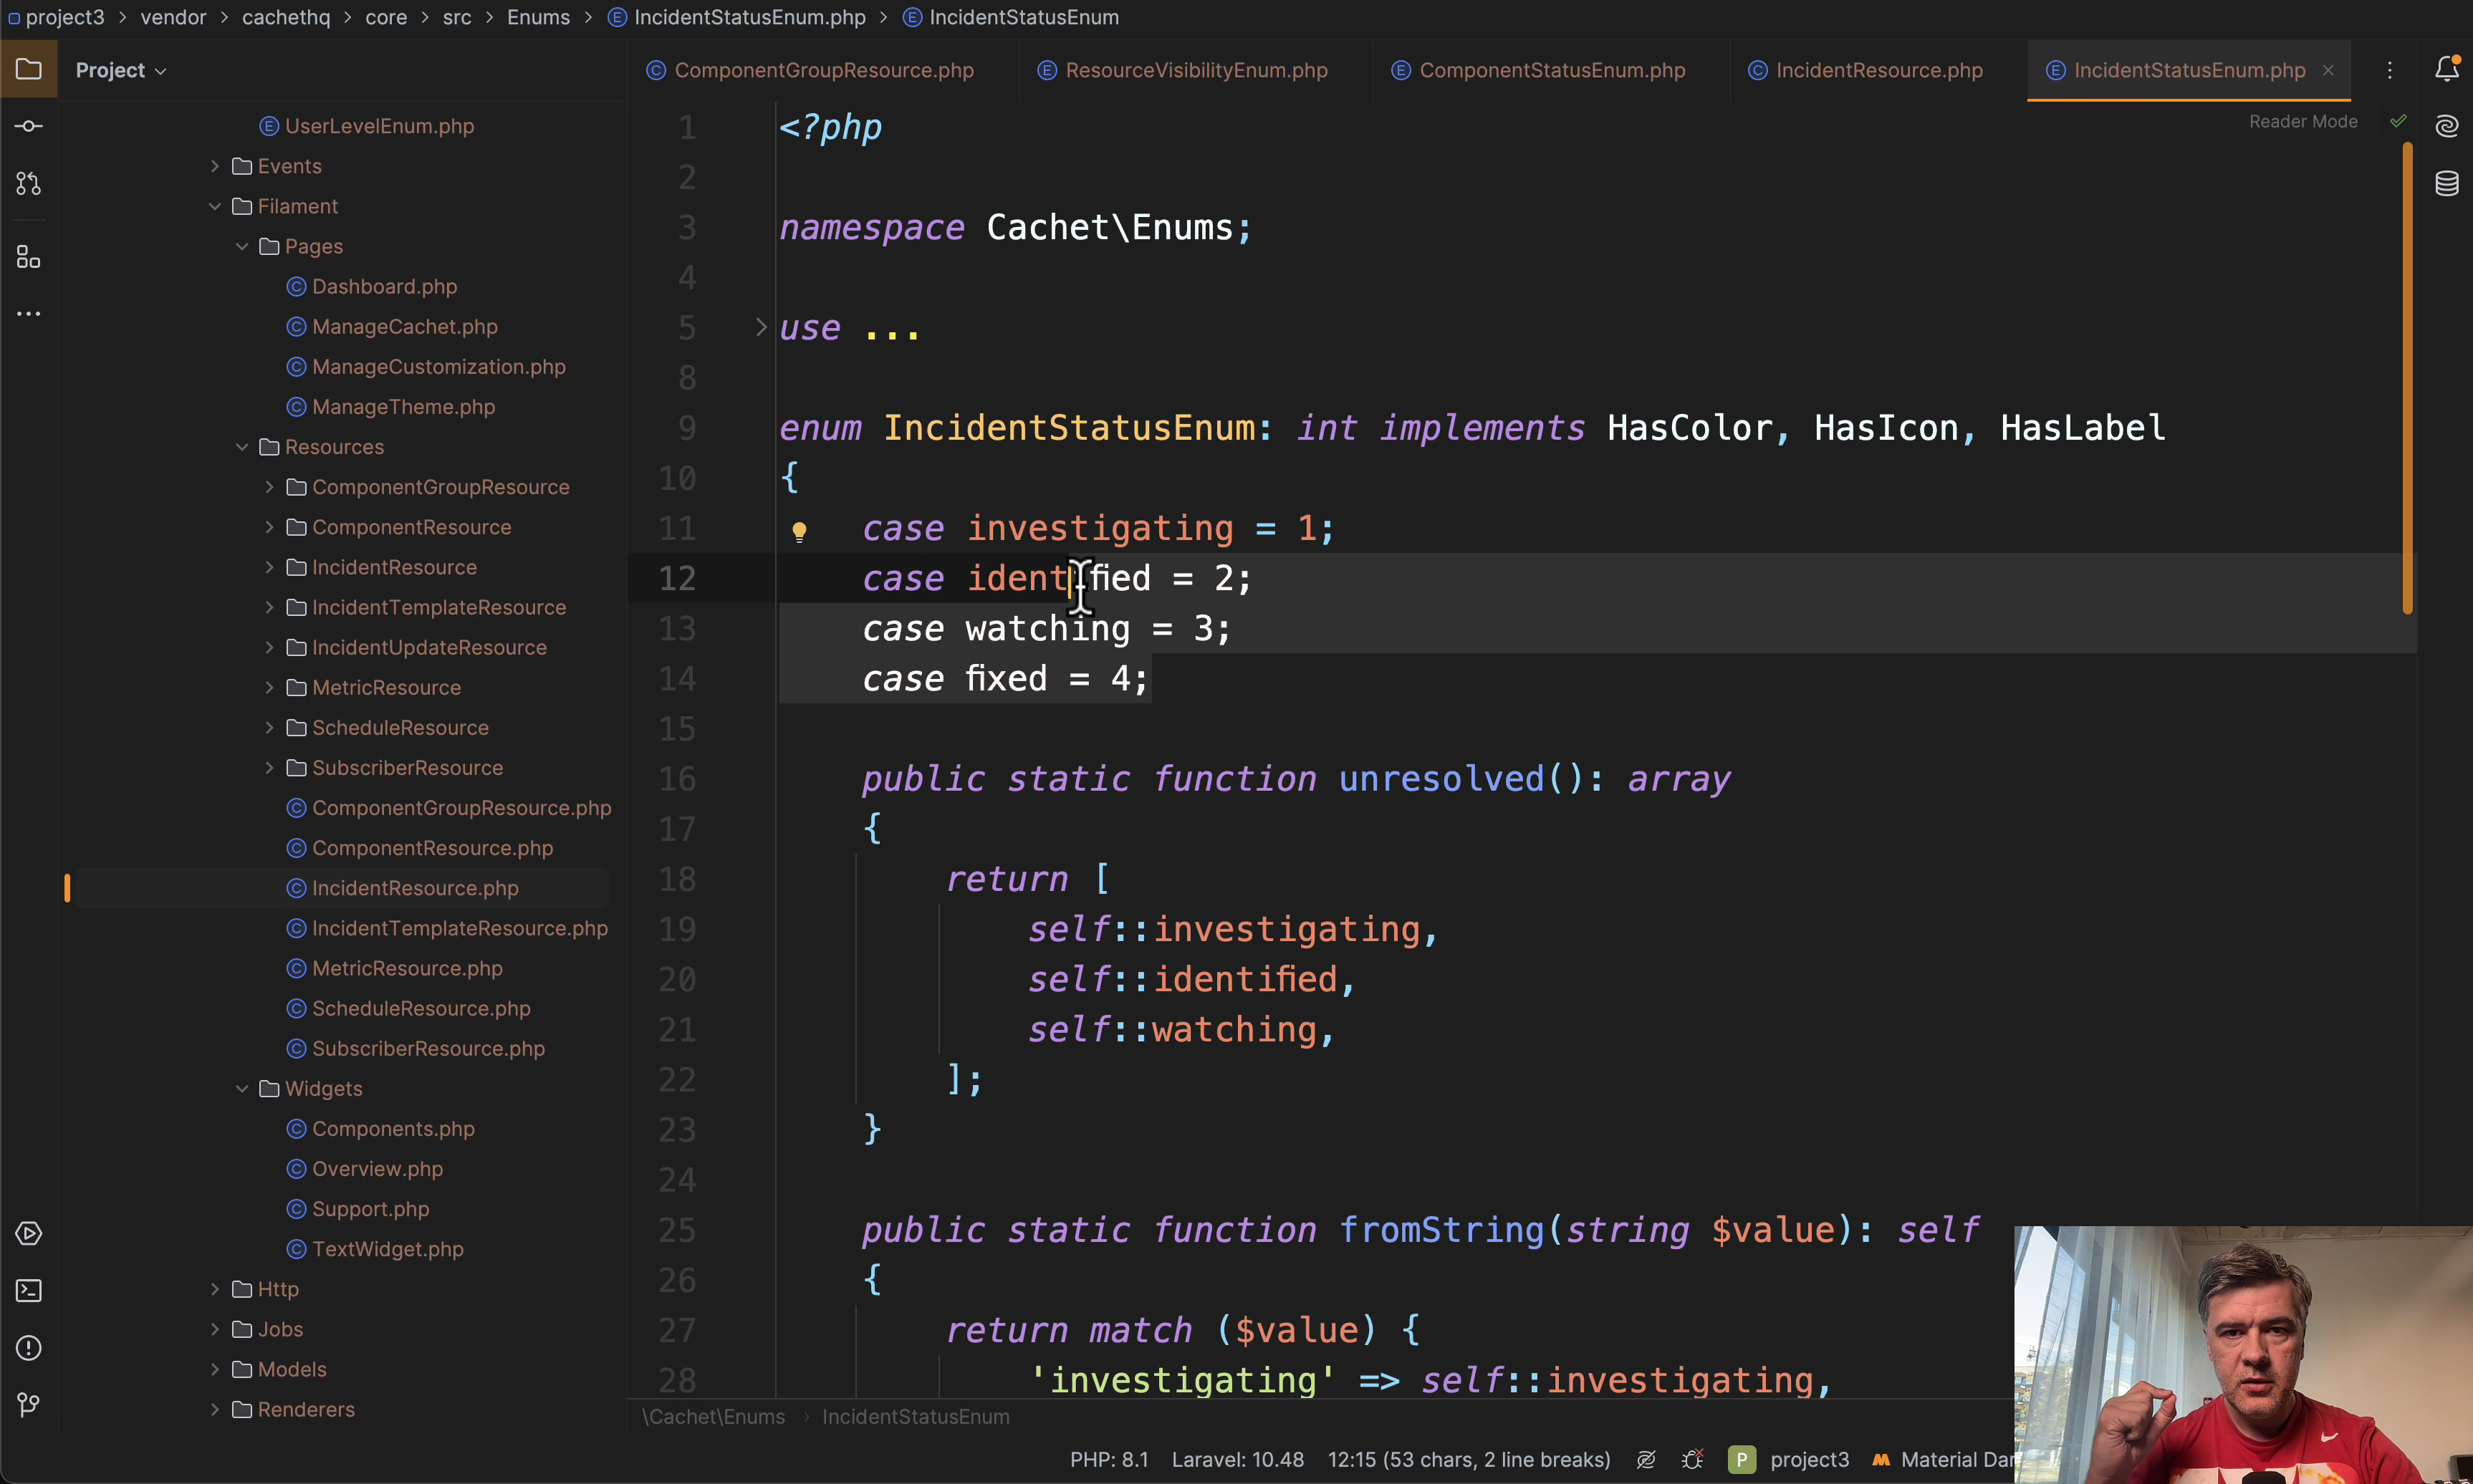 project3 > vendor > cachethq > core > src > Enums > IncidentStatusEnum.php > IncidentStatusEnum
Project
ComponentGroupResource.php
ResourceVisibilityEnum.php
ComponentStatusEnum.php
IncidentResource.php
IncidentStatusEnum.php
Reader Mode
UserLevelEnum.php
Events
Filament
Pages
Dashboard.php
ManageCachet.php
ManageCustomization.php
ManageTheme.php
Resources
ComponentGroupResource
ComponentResource
IncidentResource
IncidentTemplateResource
IncidentUpdateResource
MetricResource
ScheduleResource
SubscriberResource
ComponentGroupResource.php
ComponentResource.php
IncidentResource.php
IncidentTemplateResource.php
MetricResource.php
ScheduleResource.php
SubscriberResource.php
Widgets
Components.php
Overview.php
Support.php
TextWidget.php
Http
Jobs
Models
Renderers
1 <?php
2
3 namespace Cachet\Enums;
4
5 use ...
8
9 enum IncidentStatusEnum: int implements HasColor, HasIcon, HasLabel
10 {
11 case investigating = 1;
12 case identified = 2;
13 case watching = 3;
14 case fixed = 4;
15
16 public static function unresolved(): array
17 {
18 return [
19 self::investigating,
20 self::identified,
21 self::watching,
22 ];
23 }
24
25 public static function fromString(string $value): self
26 {
27 return match ($value) {
28 'investigating' => self::investigating,
\Cachet\Enums > IncidentStatusEnum
PHP: 8.1 Laravel: 10.48 12:15 (53 chars, 2 line breaks) P project3 Material Dar